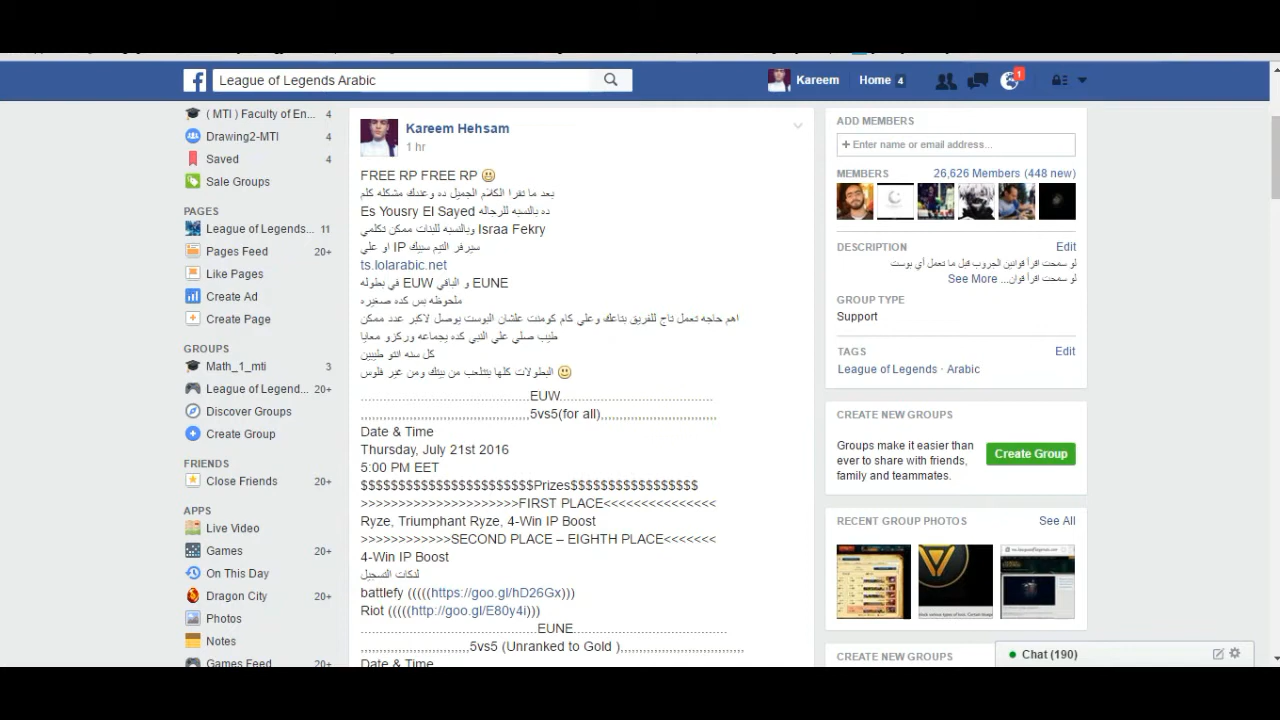 League of Legends Arabic
Kareem
Home 4
1
( MTI ) Faculty of En... 4
Drawing2-MTI 4
Saved 4
Sale Groups
PAGES
League of Legends... 11
Pages Feed 20+
Like Pages
Create Ad
Create Page
GROUPS
Math_1_mti 3
League of Legend... 20+
Discover Groups
Create Group
FRIENDS
Close Friends 20+
APPS
Live Video
Games 20+
On This Day
Dragon City 20+
Photos
Notes
Games Feed 20+
Kareem Hehsam
1 hr
FREE RP FREE RP
بعد ما تقرا الكلام الجميل ده وعندك مشكله كلم
ده بالنسبه للرجاله Es Yousry El Sayed
وبالنسبه للبنات ممكن تكلمي Israa Fekry
سيرفر التيم سبيك IP او علي
ts.lolarabic.net
في بطوله EUW و الباقي EUNE
ملحوظه بس كده صغيره
اهم حاجه تعمل تاج للفريق بتاعك وعلي كام كومنت علشان البوست يوصل لاكبر عدد ممكن
طيب صلي علي النبي كده يجماعه وركزو معايا
كل سنه انتو طيبين
البطولات كلها بتتلعب من بيتك ومن غير فلوس
..........................................EUW......................................
,,,,,,,,,,,,,,,,,,,,,,,,,,,,,,,,,,,,,,,,,,5vs5(for all),,,,,,,,,,,,,,,,,,,,,,,,,,,,,
Date & Time
Thursday, July 21st 2016
5:00 PM EET
$$$$$$$$$$$$$$$$$$$$$$$Prizes$$$$$$$$$$$$$$$$$
>>>>>>>>>>>>>>>>>>>>>FIRST PLACE<<<<<<<<<<<<<<<
Ryze, Triumphant Ryze, 4-Win IP Boost
>>>>>>>>>>>>SECOND PLACE – EIGHTH PLACE<<<<<<<
4-Win IP Boost
لنكات التسجيل
battlefy (((((https://goo.gl/hD26Gx)))
Riot (((((http://goo.gl/E80y4i)))
............................................EUNE......................................
,,,,,,,,,,,,,,,,,,,,,,,,,,,5vs5 (Unranked to Gold ),,,,,,,,,,,,,,,,,,,,,,,,,,,,,,
Date & Time
ADD MEMBERS
+ Enter name or email address...
MEMBERS 26,626 Members (448 new)
DESCRIPTION Edit
لو سمحت اقرأ قوانين الجروب قبل ما تعمل أي بوست
لو سمحت اقرأ قوان... See More
GROUP TYPE
Support
TAGS Edit
League of Legends · Arabic
CREATE NEW GROUPS
Groups make it easier than
ever to share with friends,
family and teammates.
Create Group
RECENT GROUP PHOTOS See All
CREATE NEW GROUPS
Chat (190)